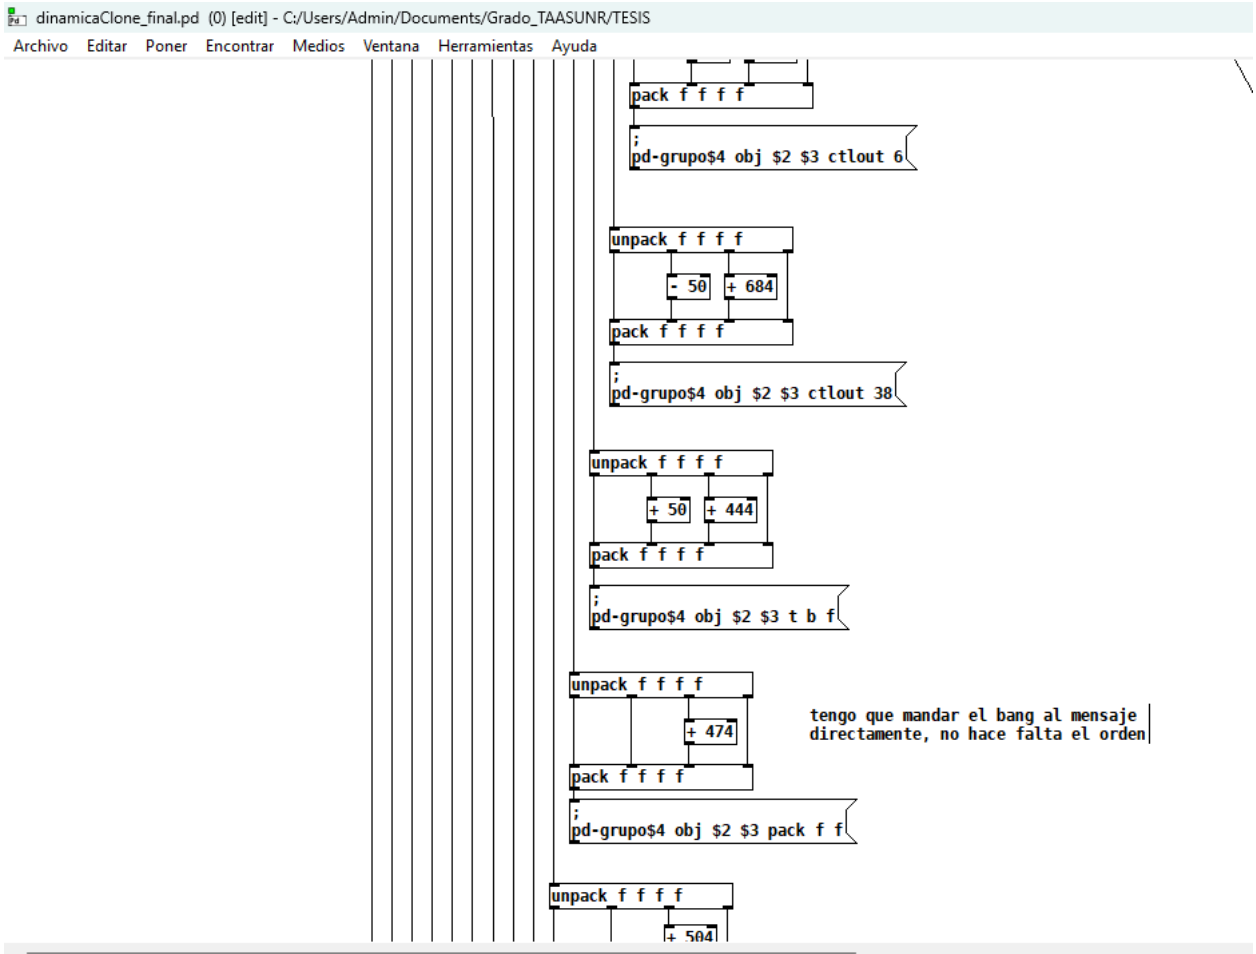 dinamicaClone_final.pd (0) [edit] - C:/Users/Admin/Documents/Grado_TAASUNR/TESIS
Archivo Editar Poner Encontrar Medios Ventana Herramientas Ayuda
pack f f f f
;
pd-grupo$4 obj $2 $3 ctlout 6
unpack f f f f
- 50 + 684
pack f f f f
;
pd-grupo$4 obj $2 $3 ctlout 38
unpack f f f f
+ 50 + 444
pack f f f f
;
pd-grupo$4 obj $2 $3 t b f
unpack f f f f
+ 474
tengo que mandar el bang al mensaje
directamente, no hace falta el orden
pack f f f f
;
pd-grupo$4 obj $2 $3 pack f f
unpack f f f f
+ 504